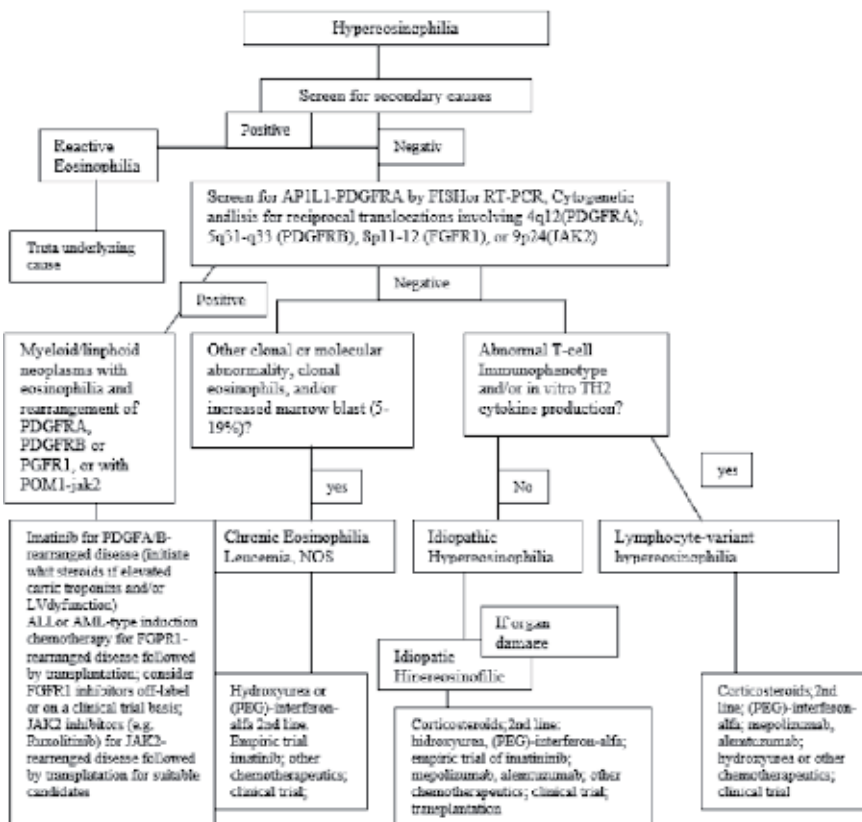 Hypereosinophilia
Screen for secondary causes
Positive
Negativ
Reactive
Eosinophilia
Screen for AP1L1-PDGFRA by FISHor RT-PCR, Cytogenetic
análisis for reciprocal translocations involving 4q12(PDGFRA),
5q31-q33 (PDGFRB), 8p11-12 (FGFR1), or 9p24(JAK2)
underlyzing
cause
Positive
Negative
Myeloid/linphoid
neoplasms with
eosinophilia and
rearrangement of
PDGFRA,
PDGFRB or
PGFR1, or with
POM1-jak2
Other clonal or molecular
abnormality, clonal
eosinophils, and/or
increased marrow blast (5-
19%)?
Abnormal T-cell
Immunophenotype
and/or in vitro TH2
cytokine production?
yes
No
yes
Imatinib for PDGFA/B-
rearranged disease (initiate
whit steroids if elevated
carric troponins and/or
LVdyfunction)
ALLor AML-type induction
chemotherapy for FGPR1-
rearranged disease followed
by transplantation; consider
FGFR1 inhibitors off-label
or on a clinical trial basis;
JAK2 inhibitors (e.g.
Ruxolitinib) for JAK2-
rearranged disease followed
by transplutation for suitable
candidates
Chronic Eosinophilia
Leucemia, NOS
Idiopathic
Hypereosinophilia
Lymphocyte-variant
hypereosinophilia
If organ
damage
Idiopatic
Hipereosinofilic
Hydroxyurea or
(PEG)-interferon-
alfa 2nd line.
Empiric trial
imatinib; other
chemotherapeutics;
clinical trial;
Corticosteroids;2nd line:
hidroxyurea, (PEG)-interferon-alfa;
empiric trial of imatininib;
mepolizumab, alemtuzumab; other
chemotherapeutics; clinical trial;
transplantation
Corticosteroids;2nd
line; (PEG)-interferon-
alfa; mepolizumab,
alemtuzumab;
hydroxyurea or other
chemotherapeutics;
clinical trial